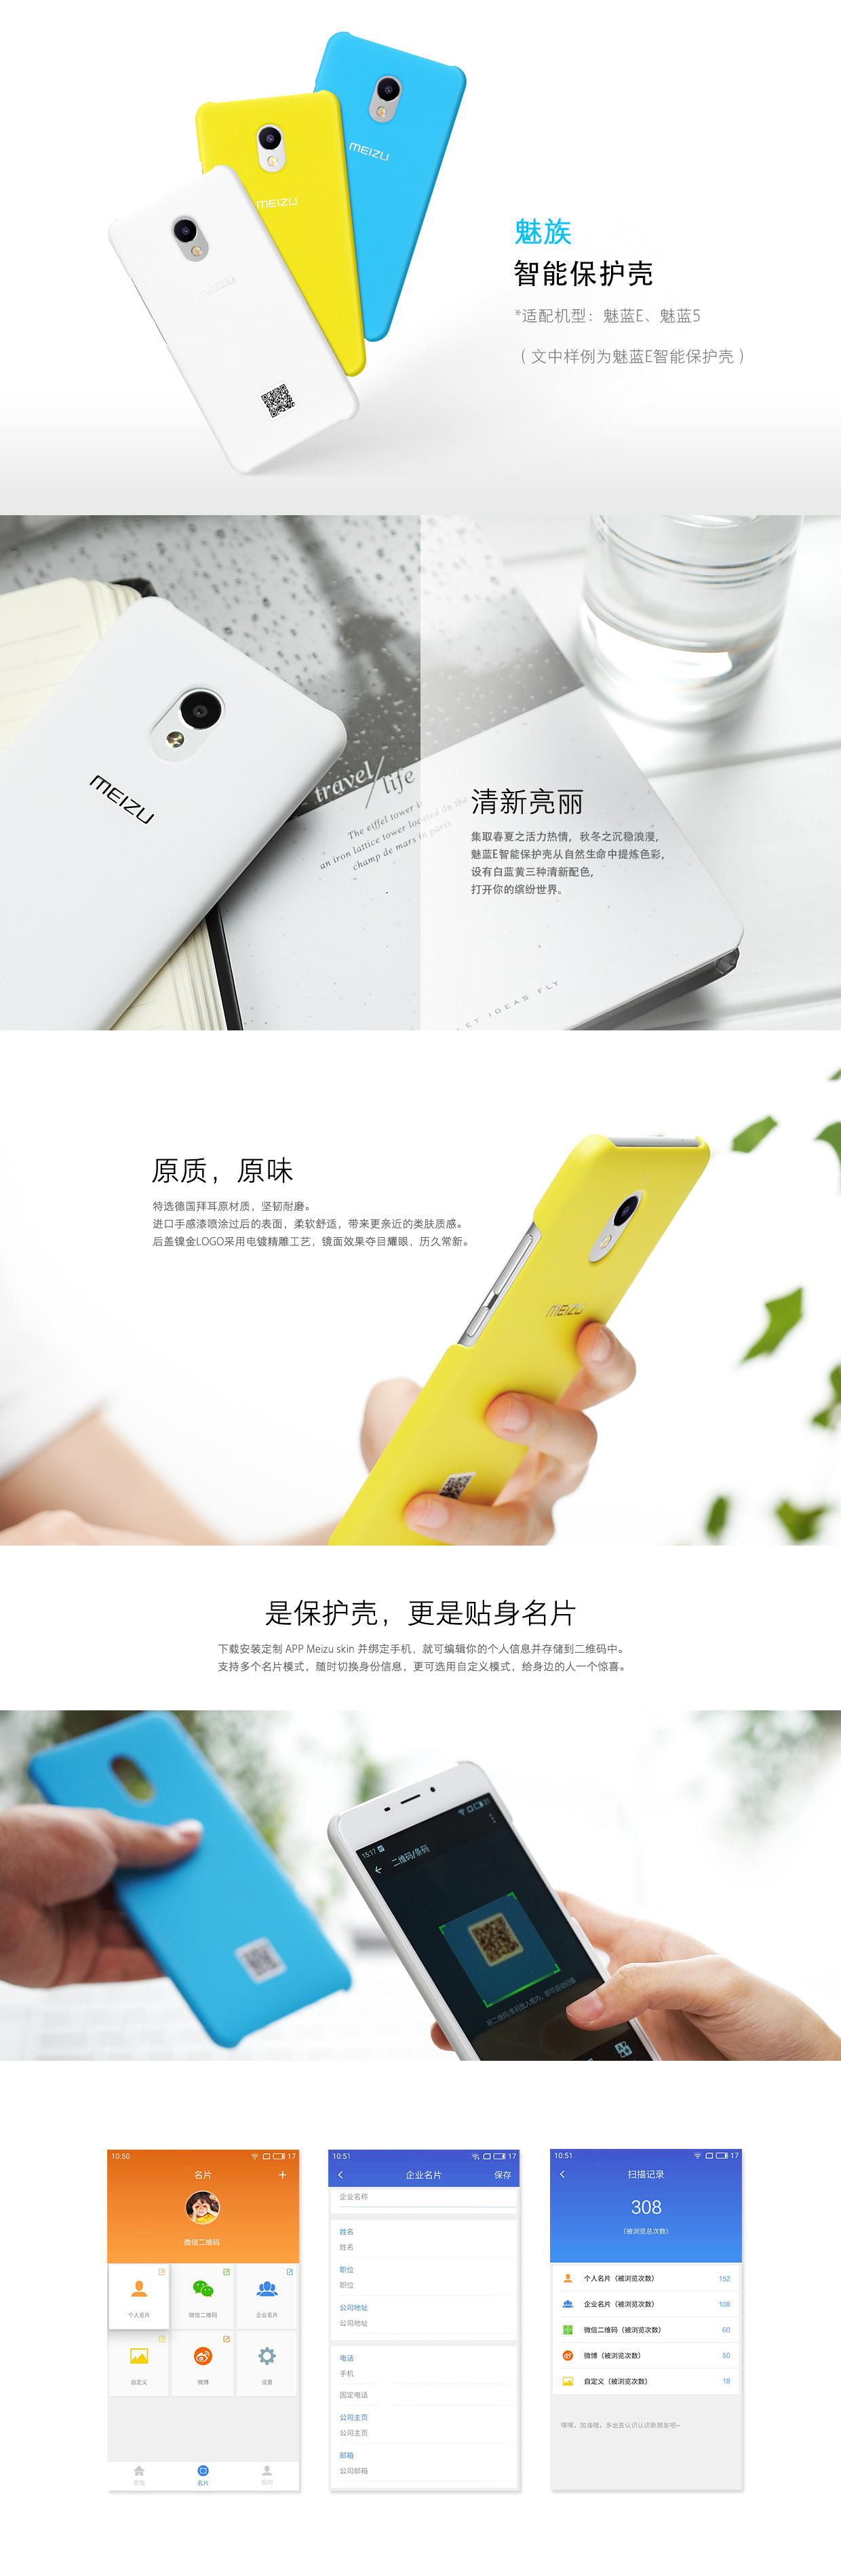 MEIZU
MEIZU
MEIZU
魅族
智能保护壳
*适配机型：魅蓝E、魅蓝5
（文中样例为魅蓝E智能保护壳）
MEIZU
travel/life
The eiffel tower is
an iron lattice tower located on the
champ de mars in paris
清新亮丽
集取春夏之活力热情，秋冬之沉稳浪漫，
魅蓝E智能保护壳从自然生命中提炼色彩，
设有白蓝黄三种清新配色，
打开你的缤纷世界。
LET IDEAS FLY
原质，原味
特选德国拜耳原材质，坚韧耐磨。
进口手感漆喷涂过后的表面，柔软舒适，带来更亲近的类肤质感。
后盖镍金LOGO采用电镀精雕工艺，镜面效果夺目耀眼，历久常新。
MEIZU
是保护壳，更是贴身名片
下载安装定制 APP Meizu skin 并绑定手机，就可编辑你的个人信息并存储到二维码中。
支持多个名片模式，随时切换身份信息，更可选用自定义模式，给身边的人一个惊喜。
15:17
二维码/条码
将二维码/条码放入框内，即可自动扫描
10:50
17
名片
微信二维码
个人名片
微信二维码
企业名片
自定义
微博
设置
名片
我的
10:51
17
企业名片
保存
企业名称
姓名
姓名
职位
职位
公司地址
公司地址
电话
手机
固定电话
公司主页
公司主页
邮箱
公司邮箱
10:51
17
扫描记录
308
（被浏览总次数）
个人名片（被浏览次数）
152
企业名片（被浏览次数）
108
微信二维码（被浏览次数）
60
微博（被浏览次数）
50
自定义（被浏览次数）
18
嘿嘿，加油哦，多出去认识认识新朋友吧~